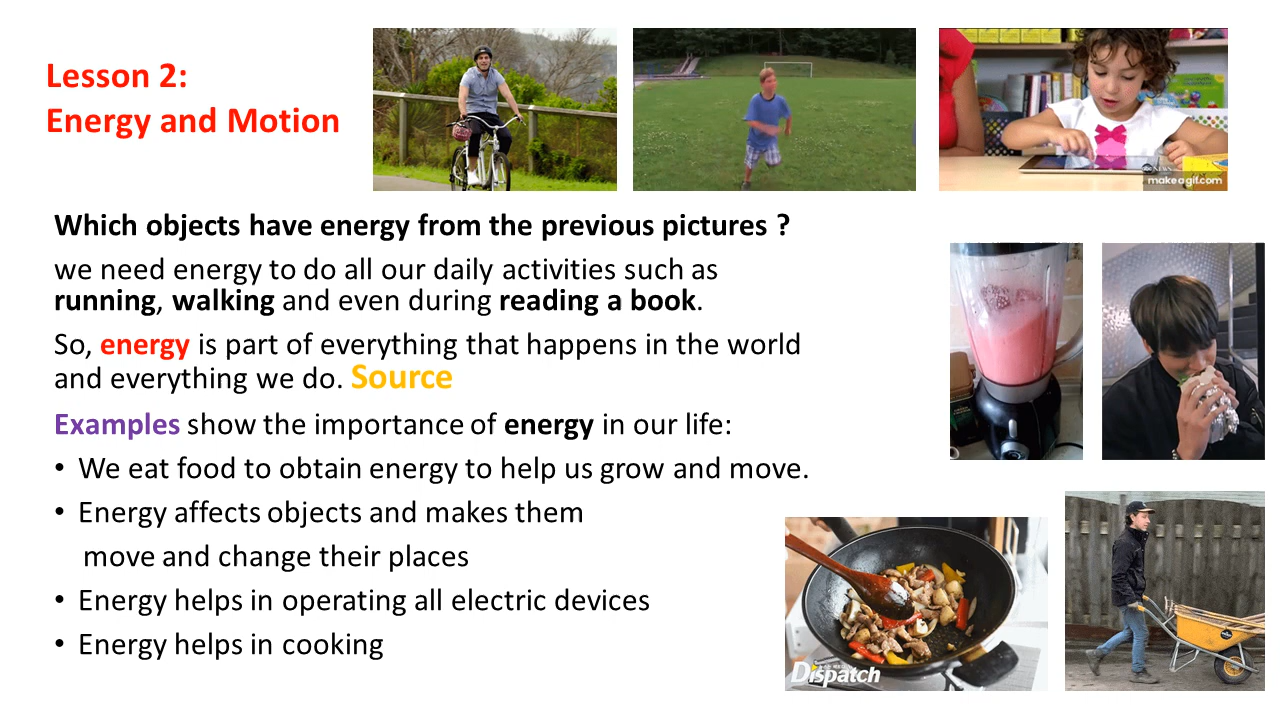 Lesson 2:
Energy and Motion
makeagif.com
Which objects have energy from the previous pictures ?
we need energy to do all our daily activities such as
running, walking and even during reading a book.
So, energy is part of everything that happens in the world
and everything we do. Source
Examples show the importance of energy in our life:
• We eat food to obtain energy to help us grow and move.
• Energy affects objects and makes them
move and change their places
• Energy helps in operating all electric devices
• Energy helps in cooking
Dispatch